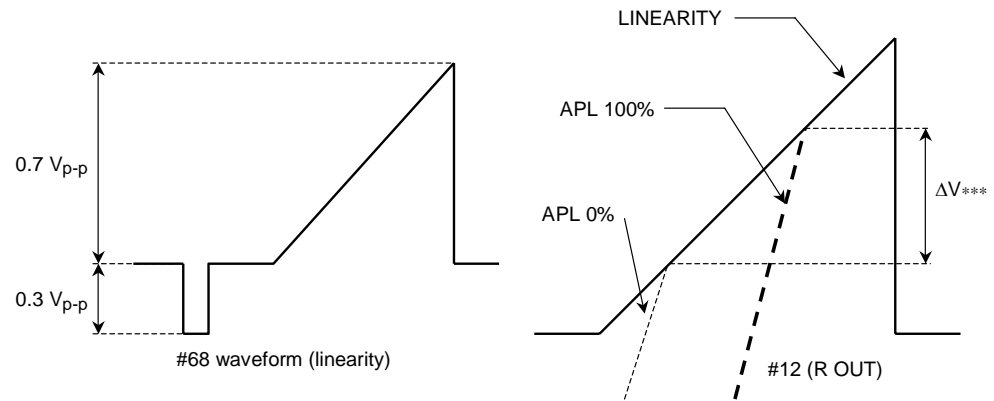 0.7 Vp-p
0.3 Vp-p
#68 waveform (linearity)
LINEARITY
APL 100%
APL 0%
ΔV***
#12 (R OUT)